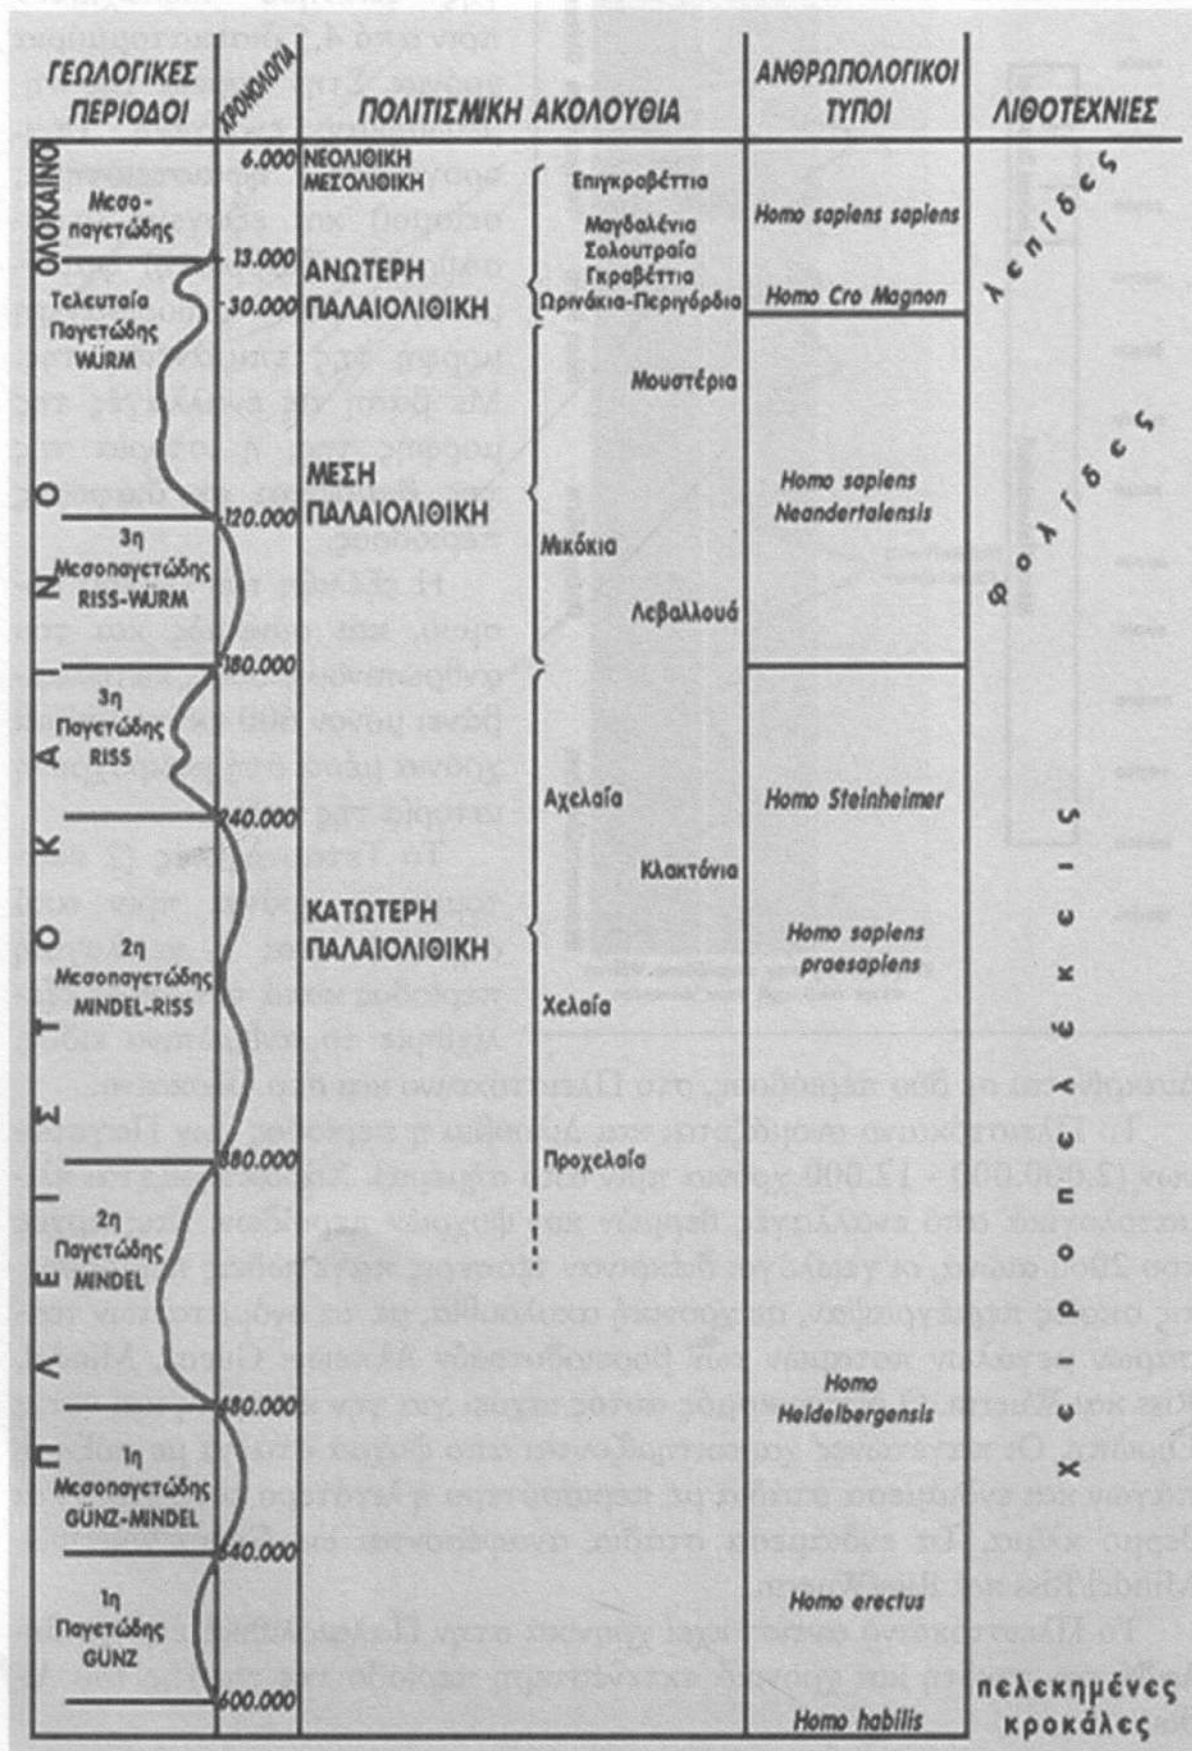 ΓΕΩΛΟΓΙΚΕΣ
ΠΕΡΙΟΔΟΙ
ΧΡΟΝΟΛΟΓΙΑ
ΠΟΛΙΤΙΣΜΙΚΗ ΑΚΟΛΟΥΘΙΑ
ΑΝΘΡΩΠΟΛΟΓΙΚΟΙ
ΤΥΠΟΙ
ΛΙΘΟΤΕΧΝΙΕΣ
ΟΛΟΚΑΙΝΟ
ΠΛΕΙΣΤΟΚΑΙΝΟ
Μεσο-
παγετώδης
Τελευταία
Παγετώδης
WÜRM
3η
Μεσοπαγετώδης
RISS-WÜRM
3η
Παγετώδης
RISS
2η
Μεσοπαγετώδης
MINDEL-RISS
2η
Παγετώδης
MINDEL
1η
Μεσοπαγετώδης
GÜNZ-MINDEL
1η
Παγετώδης
GÜNZ
6.000
13.000
30.000
120.000
180.000
240.000
380.000
480.000
540.000
600.000
ΝΕΟΛΙΘΙΚΗ
ΜΕΣΟΛΙΘΙΚΗ
ΑΝΩΤΕΡΗ
ΠΑΛΑΙΟΛΙΘΙΚΗ
ΜΕΣΗ
ΠΑΛΑΙΟΛΙΘΙΚΗ
ΚΑΤΩΤΕΡΗ
ΠΑΛΑΙΟΛΙΘΙΚΗ
Επιγκραβέττια
Μαγδαλένια
Σολουτραία
Γκραβέττια
Ωρινάκια-Περιγόρδια
Μουστέρια
Μικόκια
Λεβαλλουά
Αχελαία
Κλακτόνια
Χελαία
Προχελαία
Homo sapiens sapiens
Homo Cro Magnon
Homo sapiens
Neandertalensis
Homo Steinheimer
Homo sapiens
praesapiens
Homo
Heidelbergensis
Homo erectus
Homo habilis
λεπίδες
φολίδες
χειροπελέκεις
πελεκημένες
κροκάλες